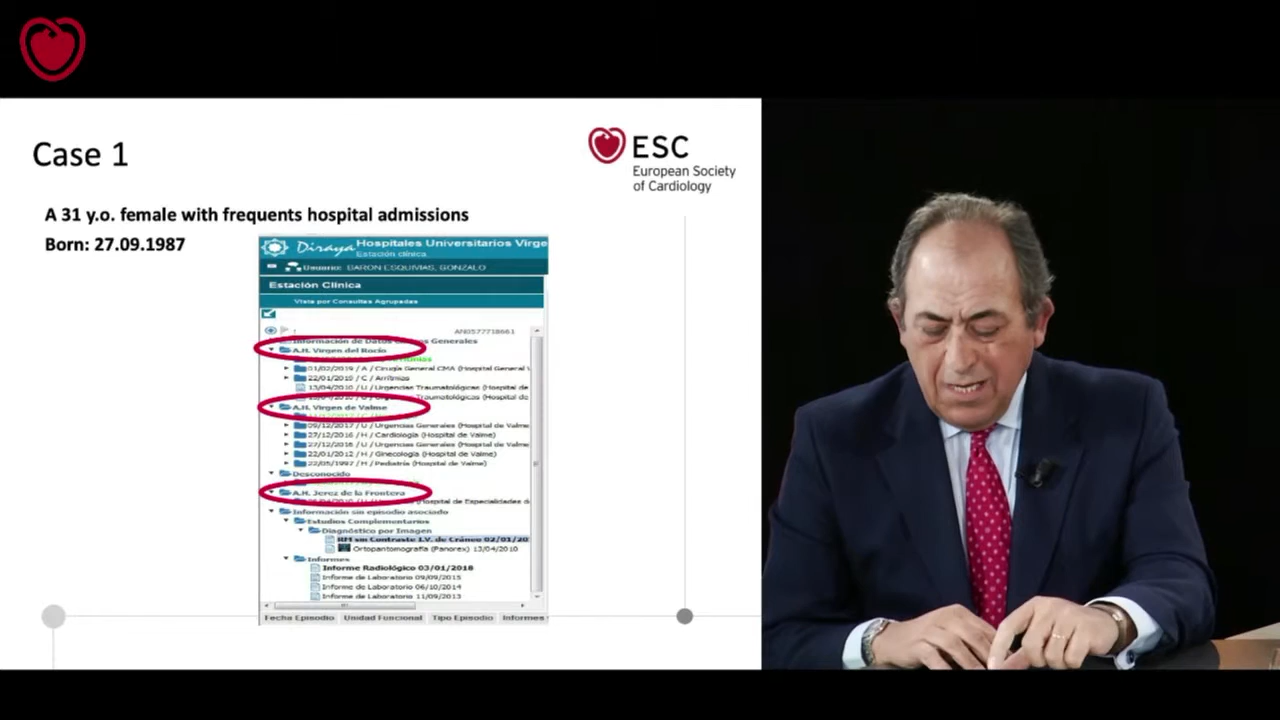 Case 1
ESC
European Society
of Cardiology
A 31 y.o. female with frequents hospital admissions
Born: 27.09.1987
Diraya Hospitales Universitarios Virge
Estación clínica
Usuario: BARON ESQUIVIAS, GONZALO
Estación Clínica
Vista por Consultas Agrupadas
AN0577718661
Información de Datos Generales
A.H. Virgen del Rocío
01/02/2019 / A / Cirugía General CMA (Hospital General V
22/01/2018 / C / Arritmias
13/04/2010 / U / Urgencias Traumatológicas (Hospital de
/ U / Urgencias Traumatológicas (Hospital de
A.H. Virgen de Valme
09/12/2017 / U / Urgencias Generales (Hospital de Valme
27/12/2016 / H / Cardiología (Hospital de Valme)
27/12/2016 / U / Urgencias Generales (Hospital de Valme
22/01/2012 / H / Ginecología (Hospital de Valme)
22/05/1997 / H / Pediatría (Hospital de Valme)
Desconocido
A.H. Jerez de la Frontera
Hospital de Especialidades d
Información sin episodio asociado
Estudios Complementarios
Diagnóstico por Imagen
RM sin Contraste I.V. de Cráneo 02/01/20
Ortopantomografía (Panorex) 13/04/2010
Informes
Informe Radiológico 03/01/2018
Informe de Laboratorio 09/09/2015
Informe de Laboratorio 06/10/2014
Informe de Laboratorio 11/09/2013
Fecha Episodio Unidad Funcional Tipo Episodio Informes